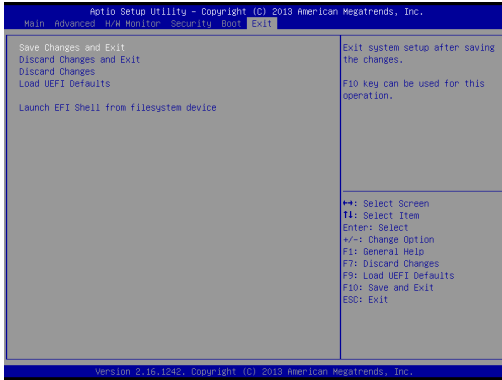 Aptio Setup Utility – Copyright (C) 2013 American Megatrends, Inc.
Main Advanced H/W Monitor Security Boot Exit
Save Changes and Exit
Discard Changes and Exit
Discard Changes
Load UEFI Defaults
Launch EFI Shell from filesystem device
Exit system setup after saving
the changes.
F10 key can be used for this
operation.
↔: Select Screen
↑↓: Select Item
Enter: Select
+/-: Change Option
F1: General Help
F7: Discard Changes
F9: Load UEFI Defaults
F10: Save and Exit
ESC: Exit
Version 2.16.1242. Copyright (C) 2013 American Megatrends, Inc.